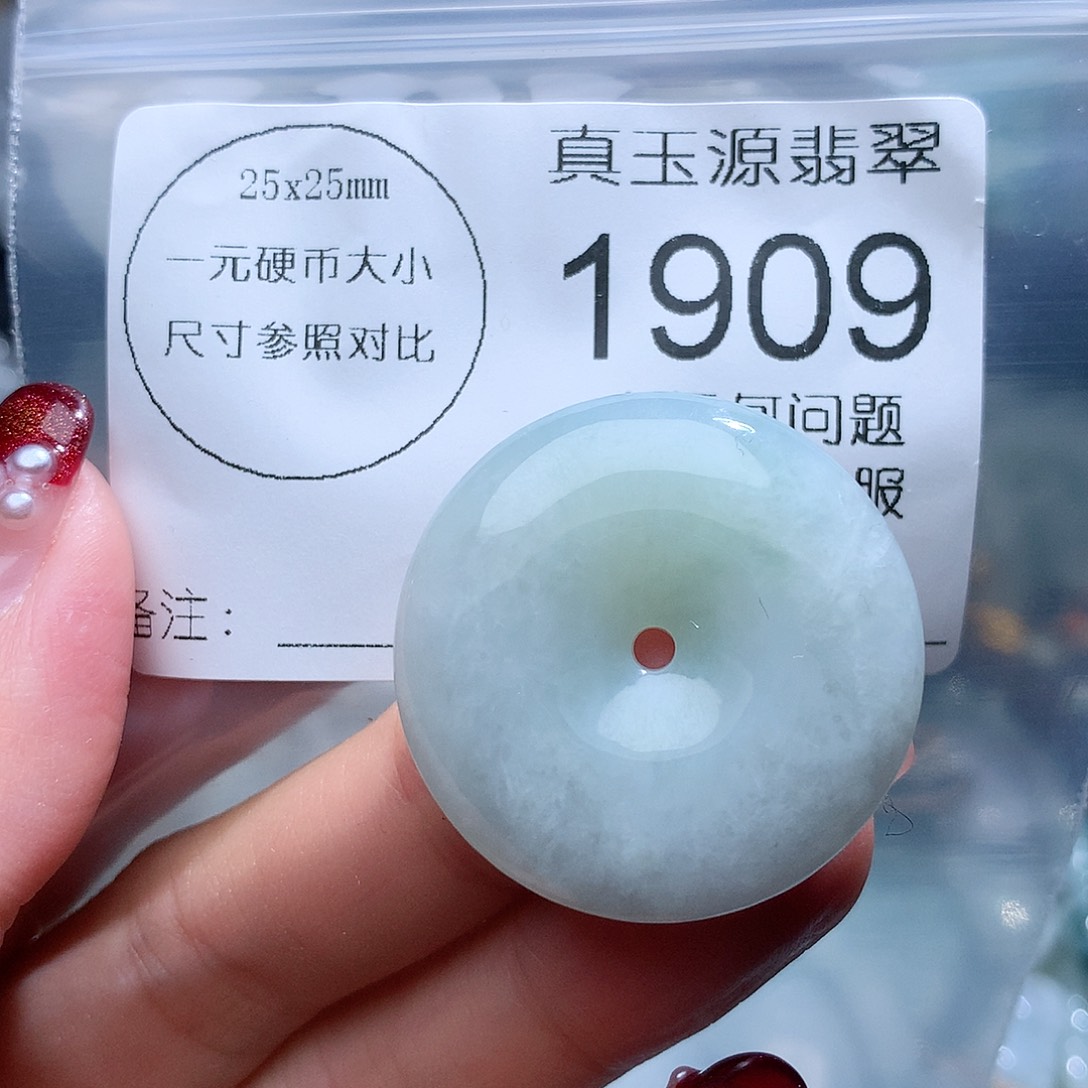 25x25mm
一元硬币大小
尺寸参照对比
真玉源翡翠
1909
问题
服
备注：